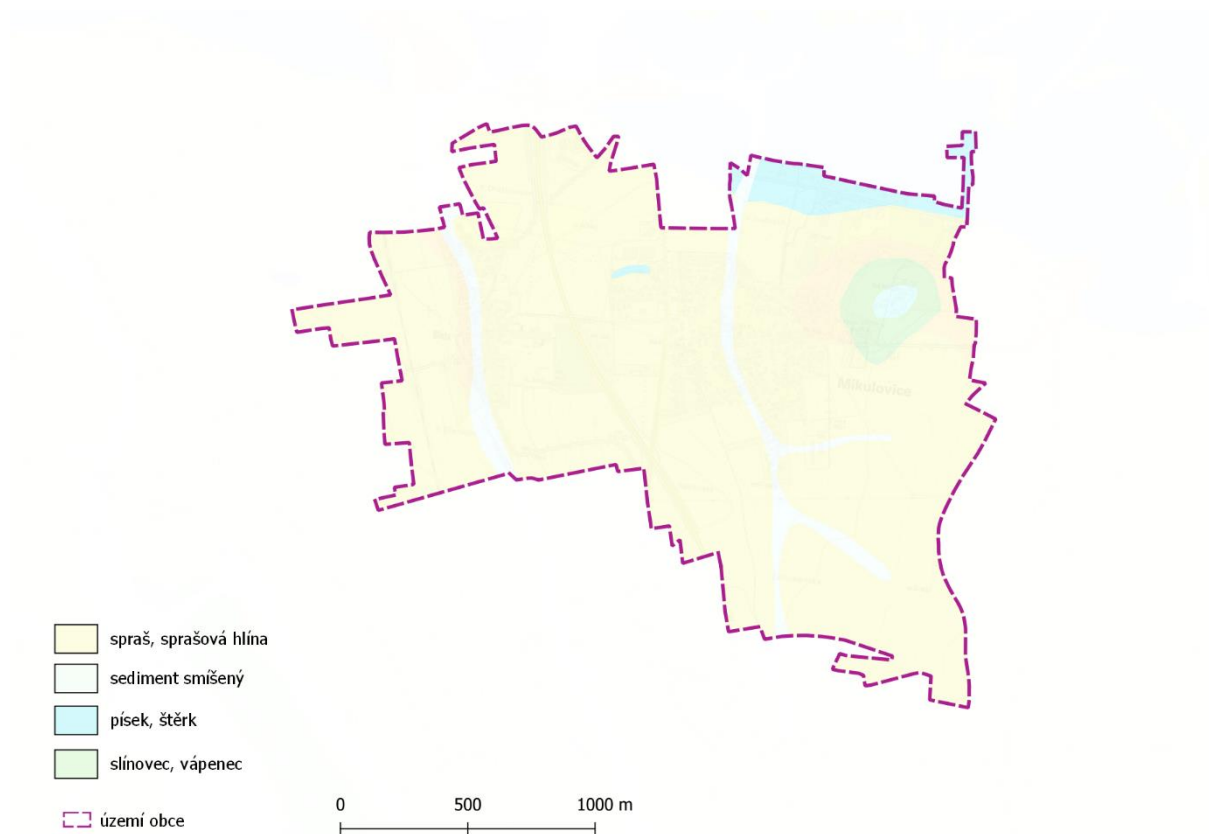 Mikulovice
spraš, sprašová hlína
sediment smíšený
písek, štěrk
slínovec, vápenec
území obce
0 500 1000 m